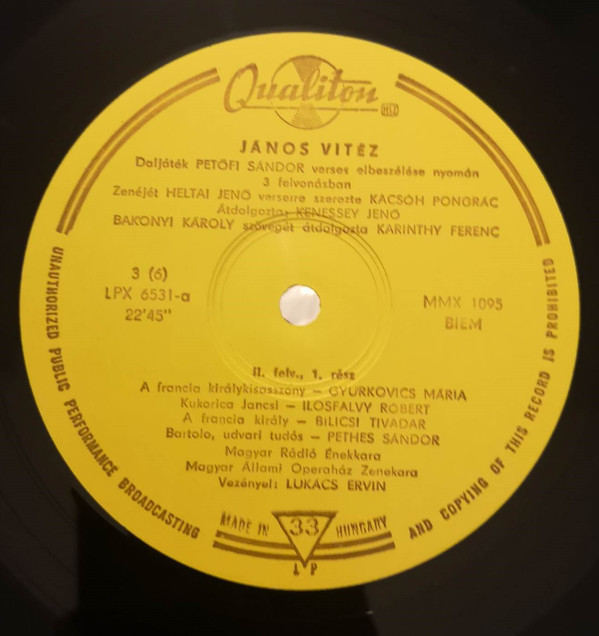 Qualiton
JÁNOS VITÉZ
Daljáték PETŐFI SÁNDOR verses elbeszélése nyomán
3 felvonásban
Zenéjét HELTAI JENŐ verseire szerezte KACSÓH PONGRÁC
Átdolgozta: KENESSEY JENŐ
BAKONYI KÁROLY szövegét átdolgozta KARINTHY FERENC
3 (6)
LPX 6531-a
22'45"
MMX 1095
BIEM
II. felv., 1. rész
A francia királykisasszony – GYURKOVICS MÁRIA
Kukorica Jancsi – ILOSFALVY RÓBERT
A francia király – BILICSI TIVADAR
Bartolo, udvari tudós – PETHES SÁNDOR
Magyar Rádió Énekkara
Magyar Állami Operaház Zenekara
Vezényel: LUKÁCS ERVIN
MADE IN 33 HUNGARY
LP
UNAUTHORIZED PUBLIC PERFORMANCE BROADCASTING AND COPYING OF THIS RECORD IS PROHIBITED